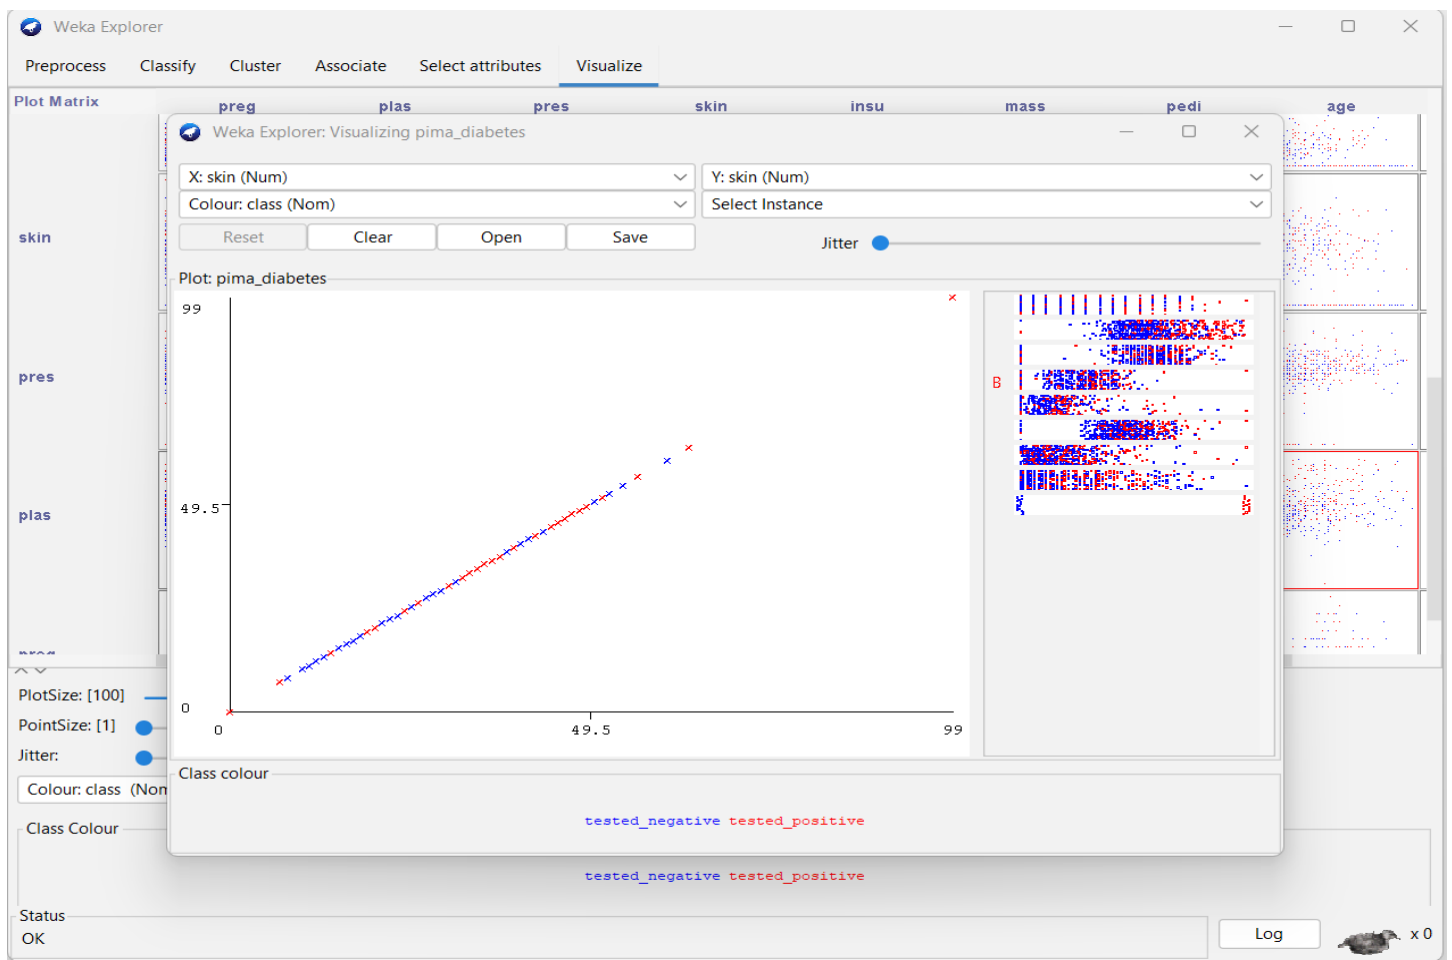 Weka Explorer
Preprocess Classify Cluster Associate Select attributes Visualize
Plot Matrix preg plas pres skin insu mass pedi age
Weka Explorer: Visualizing pima_diabetes
X: skin (Num) Y: skin (Num)
Colour: class (Nom) Select Instance
Reset Clear Open Save Jitter
Plot: pima_diabetes
99
49.5
0
0 49.5 99
B
skin
pres
plas
preg
Class colour
tested_negative tested_positive
PlotSize: [100]
PointSize: [1]
Jitter:
Colour: class (Nom
Class Colour
tested_negative tested_positive
Status
OK
Log x 0